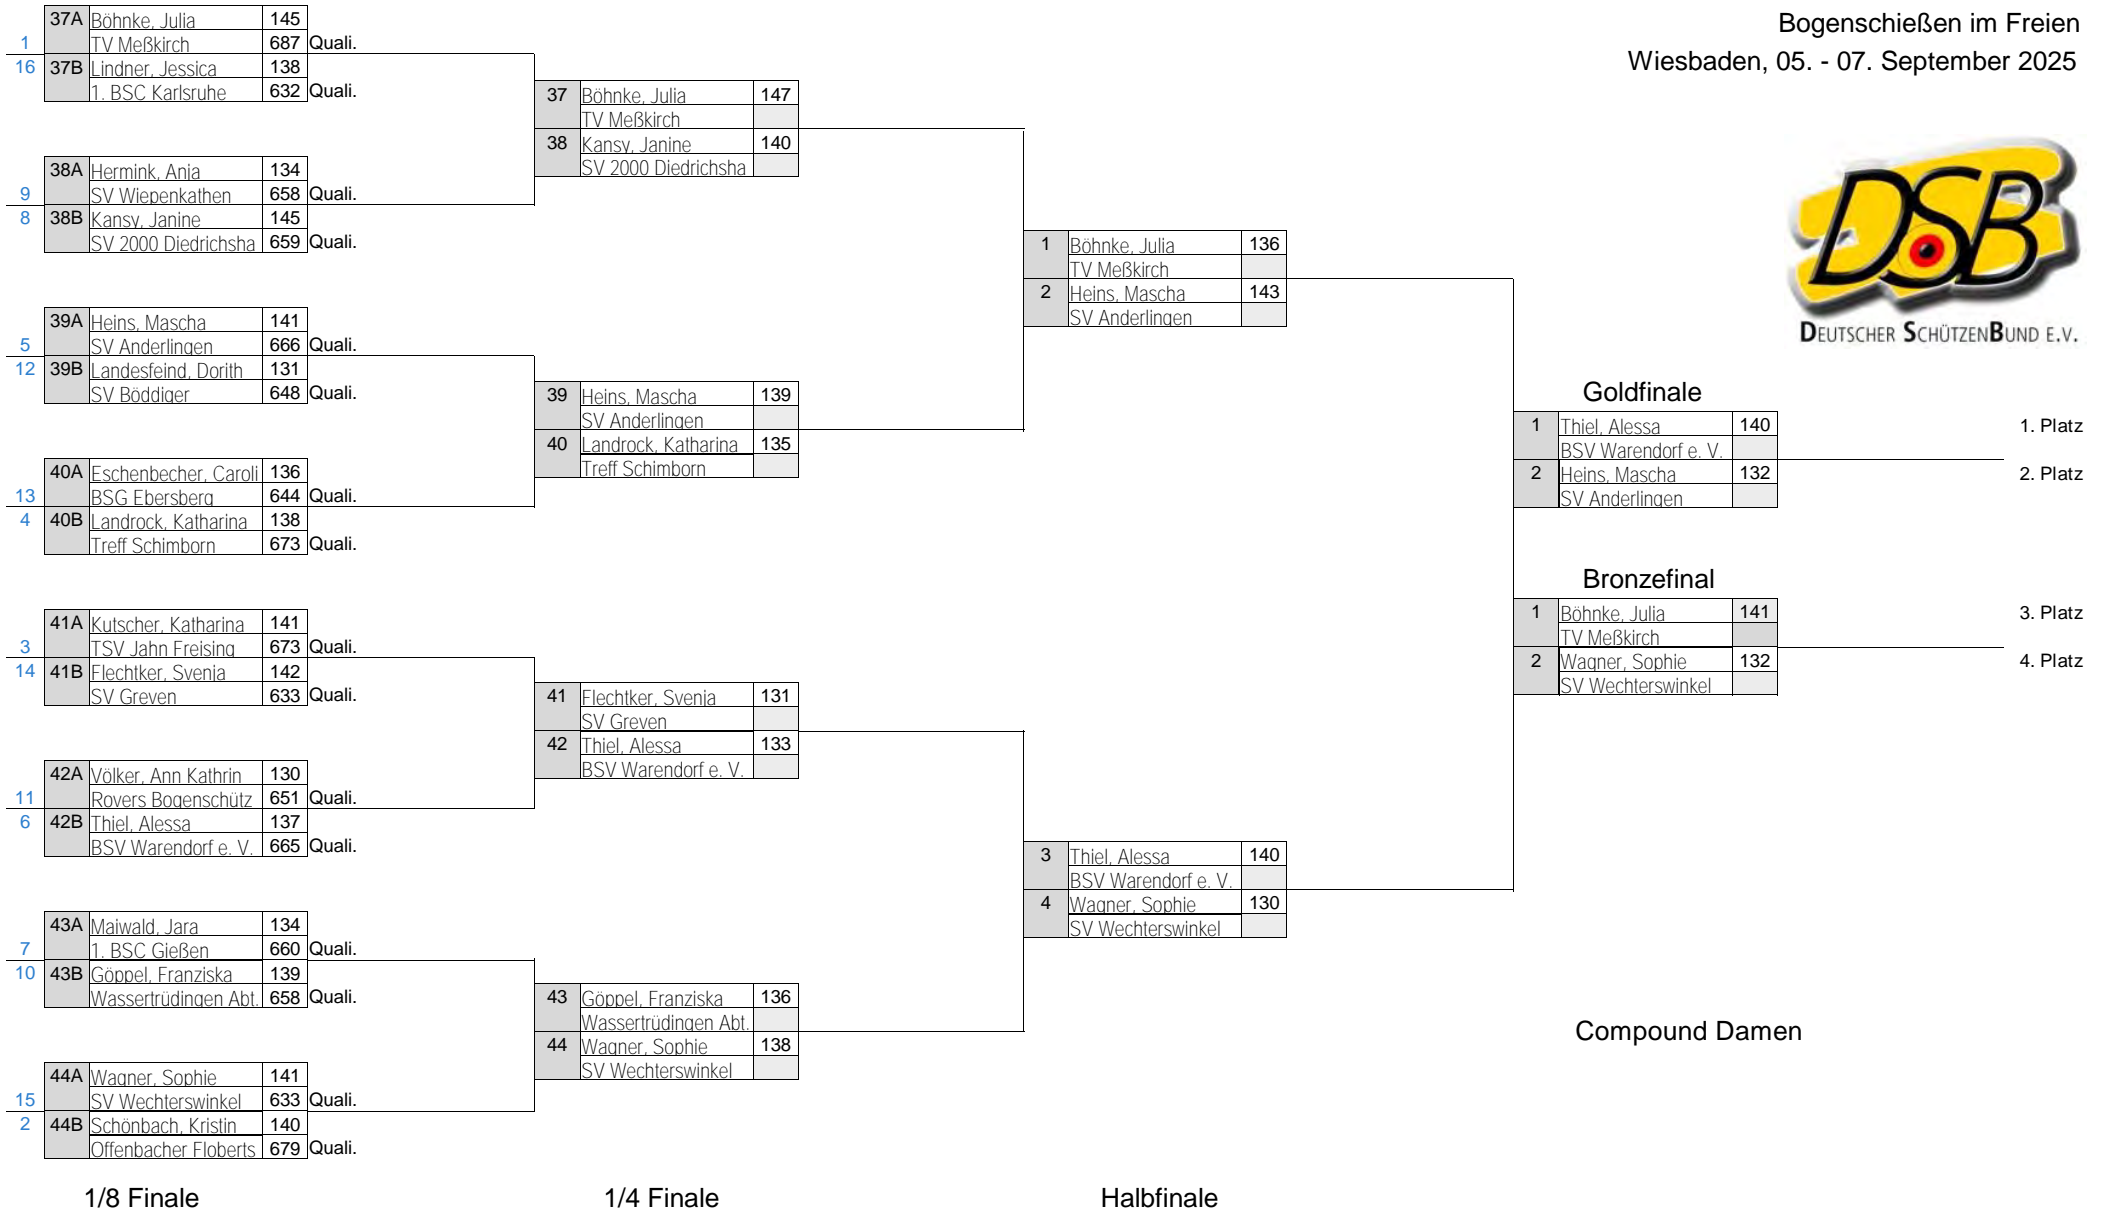 Bogenschießen im Freien
Wiesbaden, 05. - 07. September 2025
DSB
DEUTSCHER SCHÜTZENBUND E.V.
37A Böhnke, Julia 145
1 TV Meßkirch 687 Quali.
16 37B Lindner, Jessica 138
1. BSC Karlsruhe 632 Quali.
38A Hermink, Anja 134
9 SV Wiepenkathen 658 Quali.
8 38B Kansy, Janine 145
SV 2000 Diedrichsha 659 Quali.
39A Heins, Mascha 141
5 SV Anderlingen 666 Quali.
12 39B Landesfeind, Dorith 131
SV Böddiger 648 Quali.
40A Eschenbecher, Caroli 136
13 BSG Ebersberg 644 Quali.
4 40B Landrock, Katharina 138
Treff Schimborn 673 Quali.
41A Kutscher, Katharina 141
3 TSV Jahn Freising 673 Quali.
14 41B Flechtker, Svenja 142
SV Greven 633 Quali.
42A Völker, Ann Kathrin 130
11 Rovers Bogenschütz 651 Quali.
6 42B Thiel, Alessa 137
BSV Warendorf e. V. 665 Quali.
43A Maiwald, Jara 134
7 1. BSC Gießen 660 Quali.
10 43B Göppel, Franziska 139
Wassertrüdingen Abt. 658 Quali.
44A Wagner, Sophie 141
15 SV Wechterswinkel 633 Quali.
2 44B Schönbach, Kristin 140
Offenbacher Floberts 679 Quali.
1/8 Finale
37 Böhnke, Julia 147
TV Meßkirch
38 Kansy, Janine 140
SV 2000 Diedrichsha
39 Heins, Mascha 139
SV Anderlingen
40 Landrock, Katharina 135
Treff Schimborn
41 Flechtker, Svenja 131
SV Greven
42 Thiel, Alessa 133
BSV Warendorf e. V.
43 Göppel, Franziska 136
Wassertrüdingen Abt.
44 Wagner, Sophie 138
SV Wechterswinkel
1/4 Finale
1 Böhnke, Julia 136
TV Meßkirch
2 Heins, Mascha 143
SV Anderlingen
3 Thiel, Alessa 140
BSV Warendorf e. V.
4 Wagner, Sophie 130
SV Wechterswinkel
Halbfinale
Goldfinale
1 Thiel, Alessa 140 1. Platz
BSV Warendorf e. V.
2 Heins, Mascha 132 2. Platz
SV Anderlingen
Bronzefinal
1 Böhnke, Julia 141 3. Platz
TV Meßkirch
2 Wagner, Sophie 132 4. Platz
SV Wechterswinkel
Compound Damen